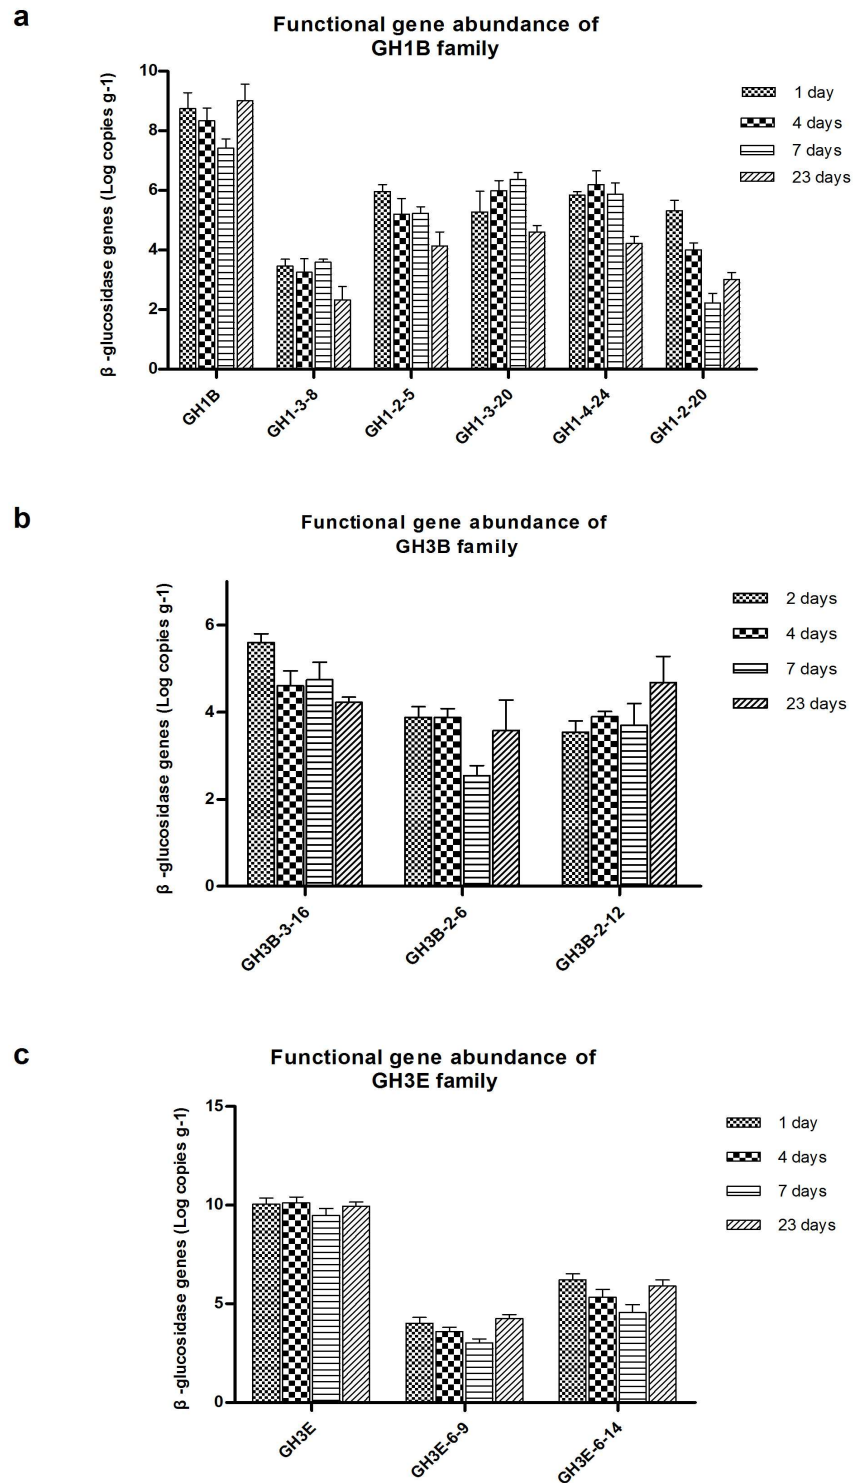 a
Functional gene abundance of
GH1B family
β -glucosidase genes (Log copies g-1)
10
8
6
4
2
0
GH1B
GH1-3-8
GH1-2-5
GH1-3-20
GH1-4-24
GH1-2-20
1 day
4 days
7 days
23 days
b
Functional gene abundance of
GH3B family
β -glucosidase genes (Log copies g-1)
6
4
2
0
GH3B-3-16
GH3B-2-6
GH3B-2-12
2 days
4 days
7 days
23 days
c
Functional gene abundance of
GH3E family
β -glucosidase genes (Log copies g-1)
15
10
5
0
GH3E
GH3E-6-9
GH3E-6-14
1 day
4 days
7 days
23 days